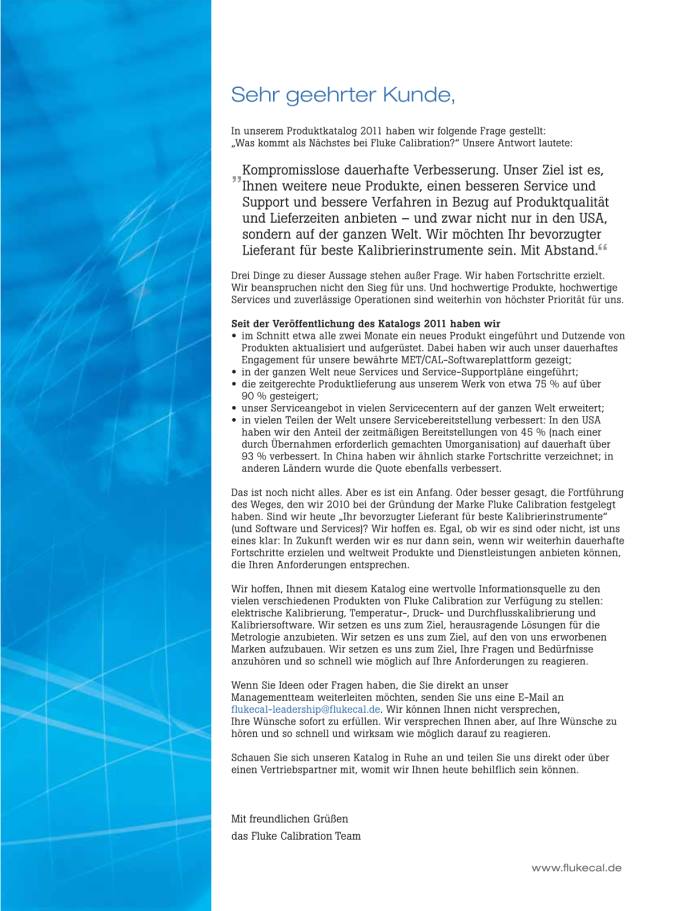 Sehr geehrter Kunde,
In unserem Produktkatalog 2011 haben wir folgende Frage gestellt:
„Was kommt als Nächstes bei Fluke Calibration?“ Unsere Antwort lautete:
„Kompromisslose dauerhafte Verbesserung. Unser Ziel ist es,
Ihnen weitere neue Produkte, einen besseren Service und
Support und bessere Verfahren in Bezug auf Produktqualität
und Lieferzeiten anbieten – und zwar nicht nur in den USA,
sondern auf der ganzen Welt. Wir möchten Ihr bevorzugter
Lieferant für beste Kalibrierinstrumente sein. Mit Abstand.“
Drei Dinge zu dieser Aussage stehen außer Frage. Wir haben Fortschritte erzielt.
Wir beanspruchen nicht den Sieg für uns. Und hochwertige Produkte, hochwertige
Services und zuverlässige Operationen sind weiterhin von höchster Priorität für uns.
Seit der Veröffentlichung des Katalogs 2011 haben wir
• im Schnitt etwa alle zwei Monate ein neues Produkt eingeführt und Dutzende von
Produkten aktualisiert und aufgerüstet. Dabei haben wir auch unser dauerhaftes
Engagement für unsere bewährte MET/CAL-Softwareplattform gezeigt;
• in der ganzen Welt neue Services und Service-Supportpläne eingeführt;
• die zeitgerechte Produktlieferung aus unserem Werk von etwa 75 % auf über
90 % gesteigert;
• unser Serviceangebot in vielen Servicecentern auf der ganzen Welt erweitert;
• in vielen Teilen der Welt unsere Servicebereitstellung verbessert: In den USA
haben wir den Anteil der zeitmäßigen Bereitstellungen von 45 % (nach einer
durch Übernahmen erforderlich gemachten Umorganisation) auf dauerhaft über
93 % verbessert. In China haben wir ähnlich starke Fortschritte verzeichnet; in
anderen Ländern wurde die Quote ebenfalls verbessert.
Das ist noch nicht alles. Aber es ist ein Anfang. Oder besser gesagt, die Fortführung
des Weges, den wir 2010 bei der Gründung der Marke Fluke Calibration festgelegt
haben. Sind wir heute „Ihr bevorzugter Lieferant für beste Kalibrierinstrumente“
(und Software und Services)? Wir hoffen es. Egal, ob wir es sind oder nicht, ist uns
eines klar: In Zukunft werden wir es nur dann sein, wenn wir weiterhin dauerhafte
Fortschritte erzielen und weltweit Produkte und Dienstleistungen anbieten können,
die Ihren Anforderungen entsprechen.
Wir hoffen, Ihnen mit diesem Katalog eine wertvolle Informationsquelle zu den
vielen verschiedenen Produkten von Fluke Calibration zur Verfügung zu stellen:
elektrische Kalibrierung, Temperatur-, Druck- und Durchflusskalibrierung und
Kalibriersoftware. Wir setzen es uns zum Ziel, herausragende Lösungen für die
Metrologie anzubieten. Wir setzen es uns zum Ziel, auf den von uns erworbenen
Marken aufzubauen. Wir setzen es uns zum Ziel, Ihre Fragen und Bedürfnisse
anzuhören und so schnell wie möglich auf Ihre Anforderungen zu reagieren.
Wenn Sie Ideen oder Fragen haben, die Sie direkt an unser
Managementteam weiterleiten möchten, senden Sie uns eine E-Mail an
flukecal-leadership@flukecal.de. Wir können Ihnen nicht versprechen,
Ihre Wünsche sofort zu erfüllen. Wir versprechen Ihnen aber, auf Ihre Wünsche zu
hören und so schnell und wirksam wie möglich darauf zu reagieren.
Schauen Sie sich unseren Katalog in Ruhe an und teilen Sie uns direkt oder über
einen Vertriebspartner mit, womit wir Ihnen heute behilflich sein können.
Mit freundlichen Grüßen
das Fluke Calibration Team
www.flukecal.de